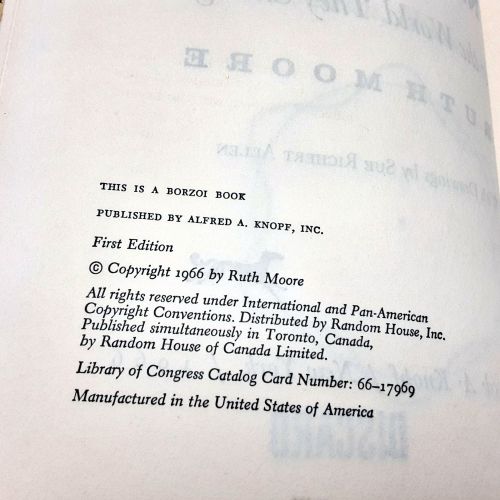 THIS IS A BORZOI BOOK
PUBLISHED BY ALFRED A. KNOPF, INC.
First Edition
© Copyright 1966 by Ruth Moore
All rights reserved under International and Pan-American
Copyright Conventions. Distributed by Random House, Inc.
Published simultaneously in Toronto, Canada,
by Random House of Canada Limited.
Library of Congress Catalog Card Number: 66-17969
Manufactured in the United States of America